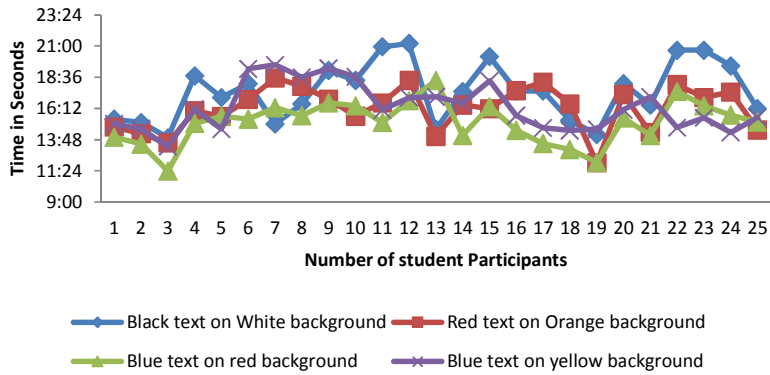 Time in Seconds
23:24
21:00
18:36
16:12
13:48
11:24
9:00
1 2 3 4 5 6 7 8 9 10 11 12 13 14 15 16 17 18 19 20 21 22 23 24 25
Number of student Participants
Black text on White background Red text on Orange background
Blue text on red background Blue text on yellow background